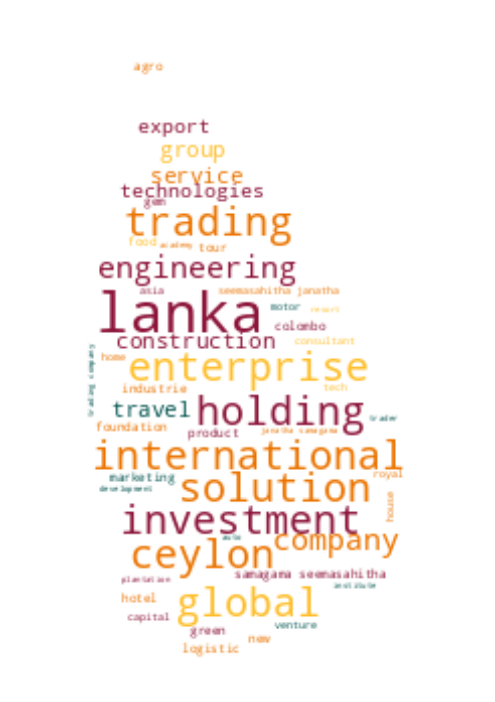 agro
export
group
service
technologies
gem
trading
food academy tour
engineering
asia seemasahitha janatha
lanka motor resort
colombo
construction consultant
home enterprise
trading company
industrie tech
travel holding trader
foundation product janatha samagama
international
marketing solution royal
development
house
investment
auto
ceylon company
plantation samagama seemasahitha
institute
hotel global
capital venture
green new
logistic